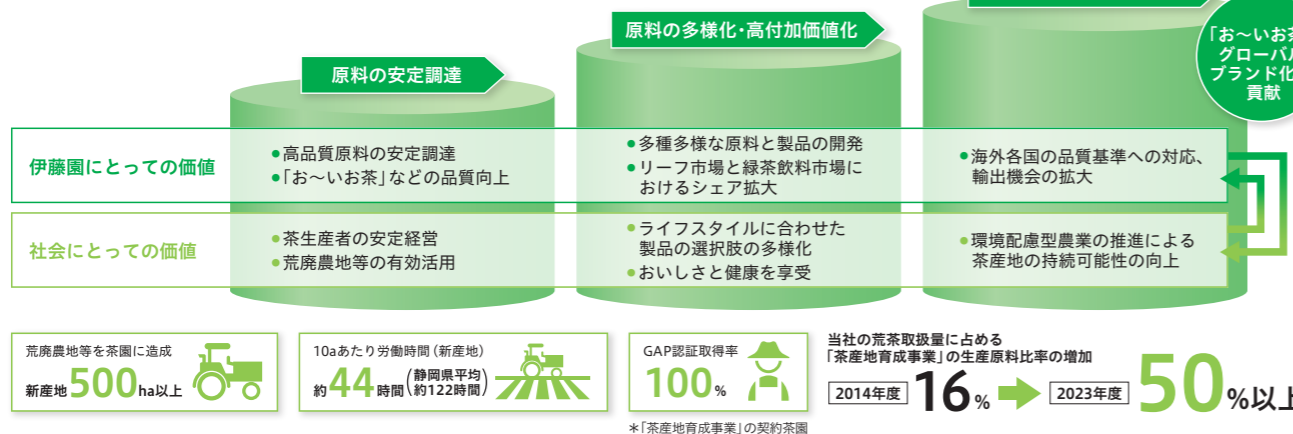 原料の安定調達
原料の多様化・高付加価値化
「お〜いお茶
グローバル
ブランド化
貢献
伊藤園にとっての価値
●高品質原料の安定調達
●「お〜いお茶」などの品質向上
●多種多様な原料と製品の開発
●リーフ市場と緑茶飲料市場に
おけるシェア拡大
●海外各国の品質基準への対応、
輸出機会の拡大
社会にとっての価値
●茶生産者の安定経営
●荒廃農地等の有効活用
●ライフスタイルに合わせた
製品の選択肢の多様化
●おいしさと健康を享受
●環境配慮型農業の推進による
茶産地の持続可能性の向上
荒廃農地等を茶園に造成
新産地500ha以上
10aあたり労働時間(新産地)
約44時間(静岡県平均 約122時間)
GAP認証取得率
100%
*「茶産地育成事業」の契約茶園
当社の荒茶取扱量に占める
「茶産地育成事業」の生産原料比率の増加
2014年度 16% 2023年度 50%以上